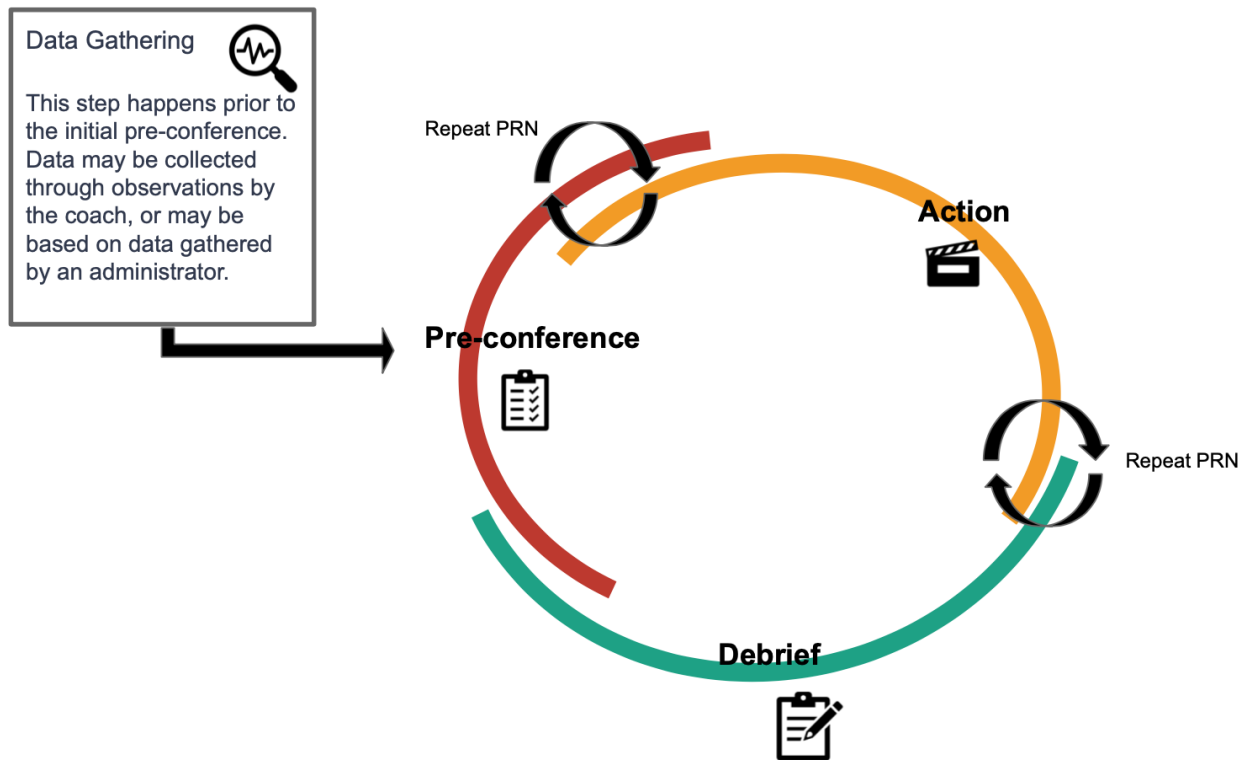 Data Gathering
This step happens prior to
the initial pre-conference.
Data may be collected
through observations by
the coach, or may be
based on data gathered
by an administrator.
Repeat PRN
Action
Pre-conference
Repeat PRN
Debrief